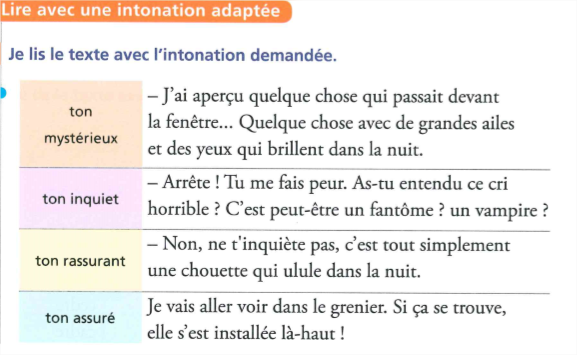 Lire avec une intonation adaptée
Je lis le texte avec l'intonation demandée.
ton
mystérieux
– J'ai aperçu quelque chose qui passait devant
la fenêtre... Quelque chose avec de grandes ailes
et des yeux qui brillent dans la nuit.
ton inquiet
– Arrête ! Tu me fais peur. As-tu entendu ce cri
horrible ? C'est peut-être un fantôme ? un vampire ?
ton rassurant
– Non, ne t'inquiète pas, c'est tout simplement
une chouette qui ulule dans la nuit.
ton assuré
Je vais aller voir dans le grenier. Si ça se trouve,
elle s'est installée là-haut !